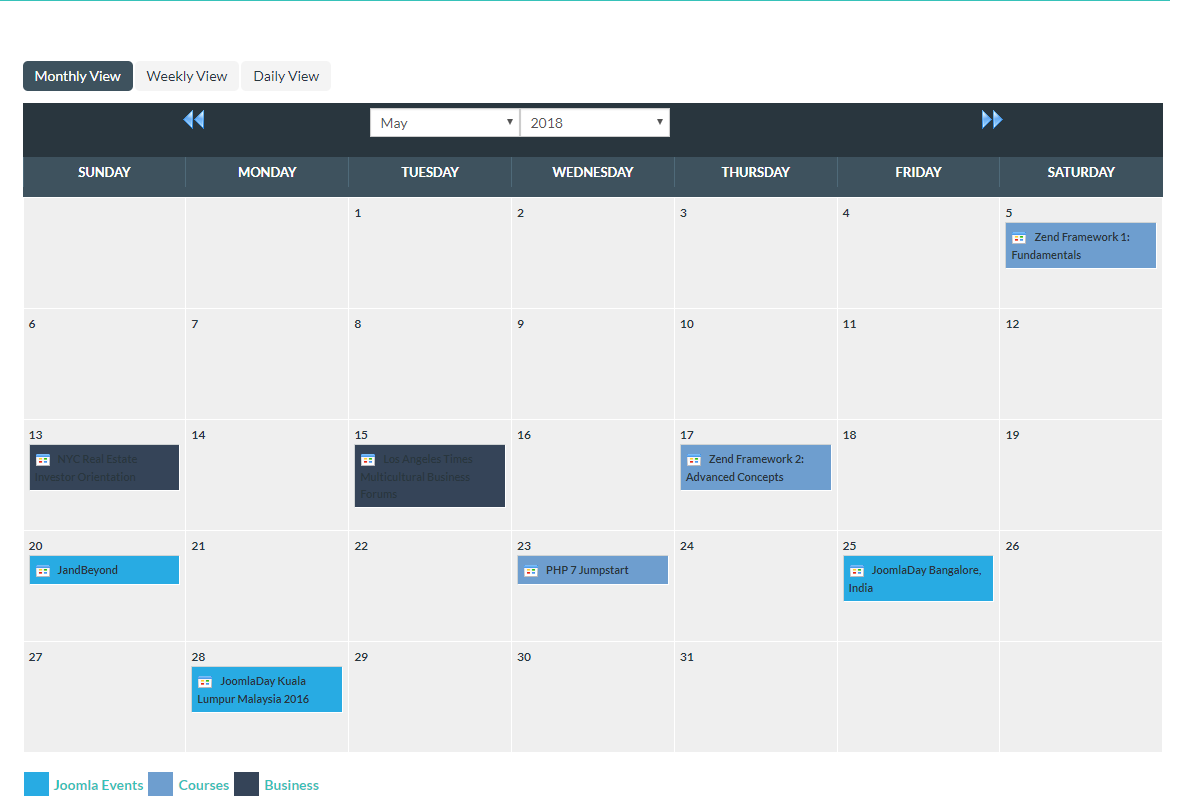 Monthly View Weekly View Daily View
May 2018
SUNDAY MONDAY TUESDAY WEDNESDAY THURSDAY FRIDAY SATURDAY
1 2 3 4 5
Zend Framework 1:
Fundamentals
6 7 8 9 10 11 12
13 14 15 16 17 18 19
NYC Real Estate
Investor Orientation
Los Angeles Times
Multicultural Business
Forums
Zend Framework 2:
Advanced Concepts
20 21 22 23 24 25 26
JandBeyond
PHP 7 Jumpstart
JoomlaDay Bangalore,
India
27 28 29 30 31
JoomlaDay Kuala
Lumpur Malaysia 2016
Joomla Events Courses Business